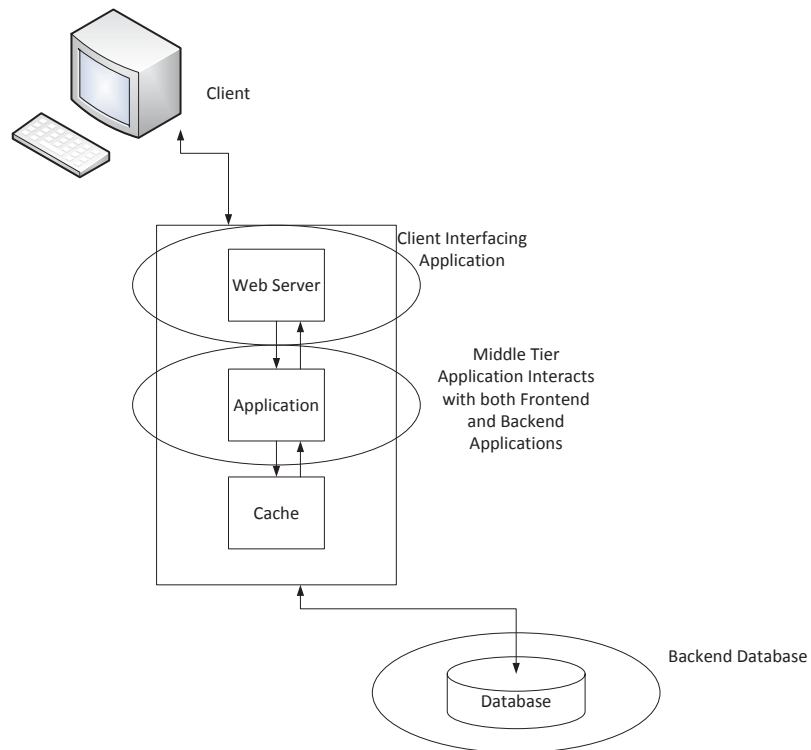 Client
Client Interfacing
Application
Web Server
Middle Tier
Application Interacts
with both Frontend
and Backend
Applications
Application
Cache
Backend Database
Database